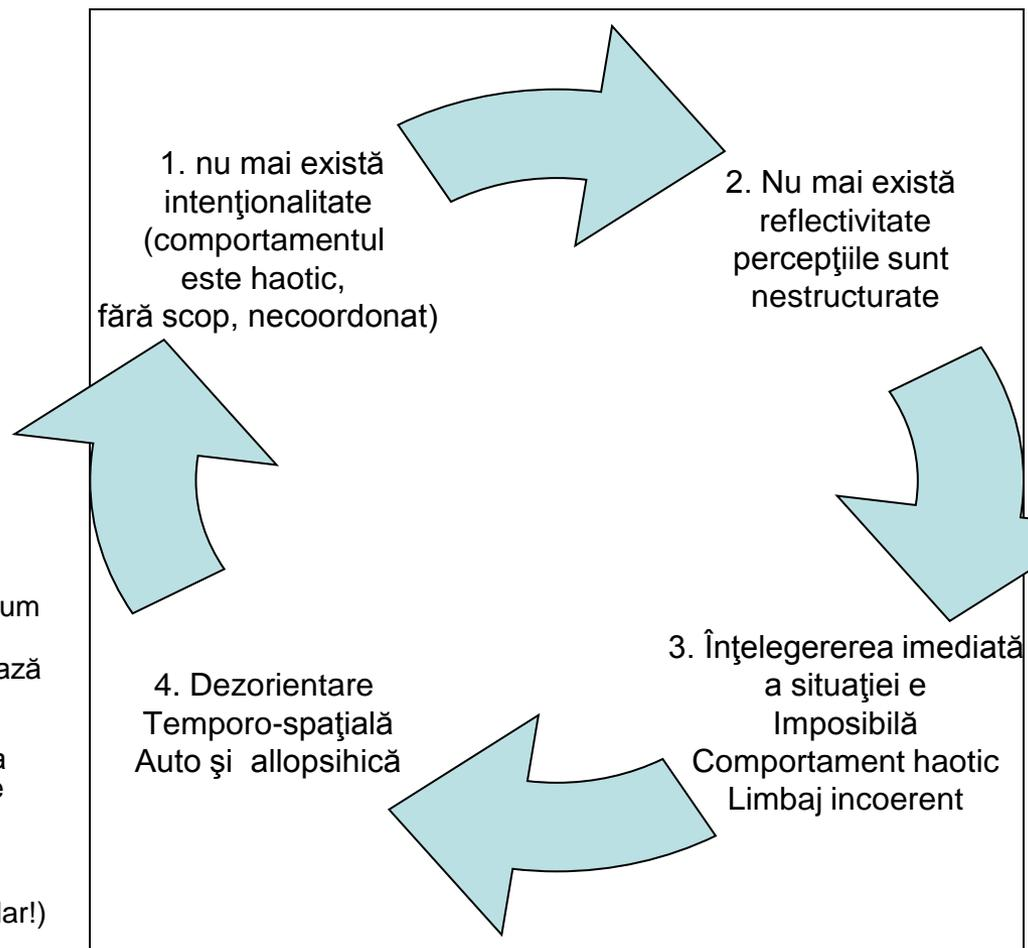 1. nu mai există
intenţionalitate
(comportamentul
este haotic,
fără scop, necoordonat)
2. Nu mai există
reflectivitate
percepţiile sunt
nestructurate
3. Înţelegererea imediată
a situaţiei e
Imposibilă
Comportament haotic
Limbaj incoerent
4. Dezorientare
Temporo-spaţială
Auto şi allopsihică